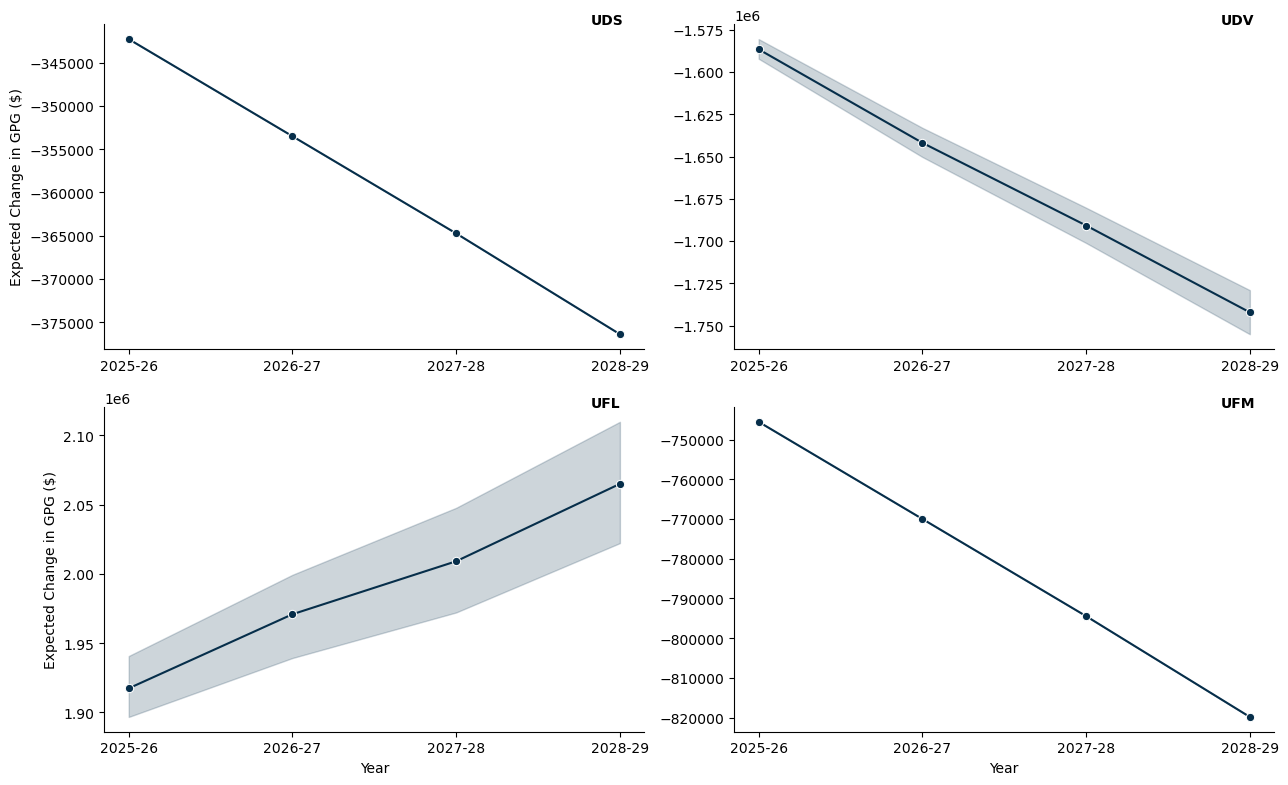 UDS
Expected Change in GPG ($)
−345000
−350000
−355000
−360000
−365000
−370000
−375000
2025-26 2026-27 2027-28 2028-29
1e6
UDV
−1.575
−1.600
−1.625
−1.650
−1.675
−1.700
−1.725
−1.750
2025-26 2026-27 2027-28 2028-29
1e6
UFL
Expected Change in GPG ($)
2.10
2.05
2.00
1.95
1.90
2025-26 2026-27 2027-28 2028-29
Year
UFM
−750000
−760000
−770000
−780000
−790000
−800000
−810000
−820000
2025-26 2026-27 2027-28 2028-29
Year